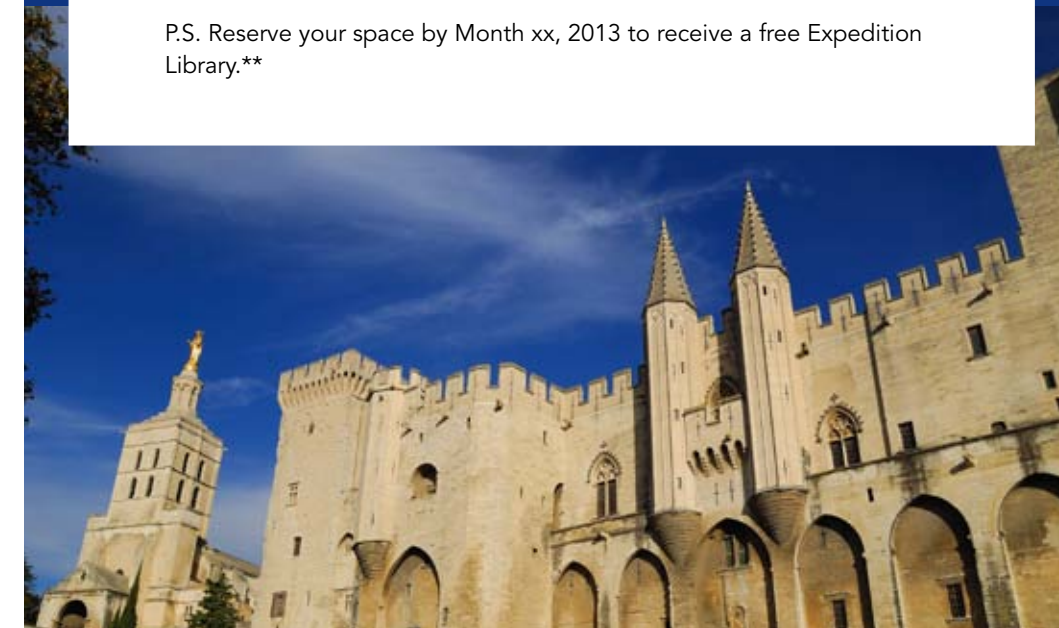 P.S. Reserve your space by Month xx, 2013 to receive a free Expedition
Library.**